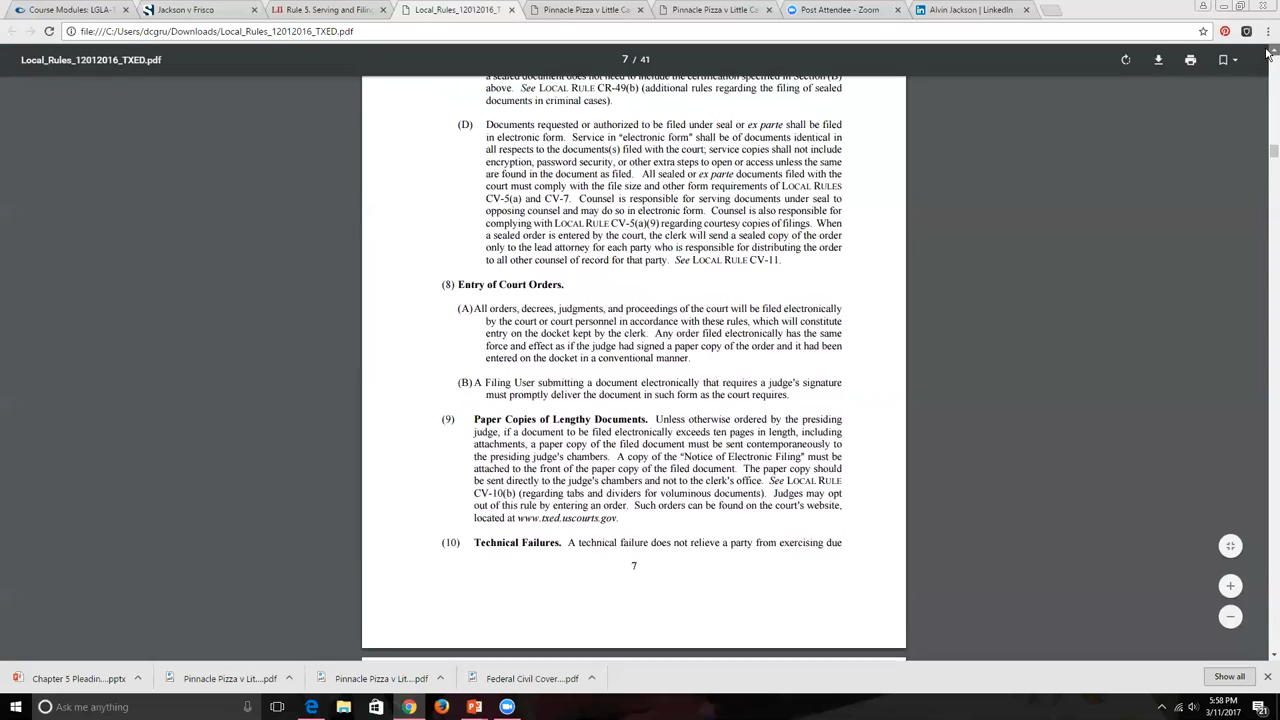 Course Modules: LGLA-1
Jackson v Frisco
LII
Rule 5. Serving and Filing
Local_Rules_12012016_T
Pinnacle Pizza v Little Ca
Pinnacle Pizza v Little Ca
Post Attendee - Zoom
Alvin Jackson | LinkedIn
file:///C:/Users/dcgru/Downloads/Local_Rules_12012016_TXED.pdf
Local_Rules_12012016_TXED.pdf
7 / 41
a sealed document does not need to include the certification specified in Section (B)
above. See LOCAL RULE CR-49(b) (additional rules regarding the filing of sealed
documents in criminal cases).
(D) Documents requested or authorized to be filed under seal or ex parte shall be filed
in electronic form. Service in “electronic form” shall be of documents identical in
all respects to the documents(s) filed with the court; service copies shall not include
encryption, password security, or other extra steps to open or access unless the same
are found in the document as filed. All sealed or ex parte documents filed with the
court must comply with the file size and other form requirements of LOCAL RULES
CV-5(a) and CV-7. Counsel is responsible for serving documents under seal to
opposing counsel and may do so in electronic form. Counsel is also responsible for
complying with LOCAL RULE CV-5(a)(9) regarding courtesy copies of filings. When
a sealed order is entered by the court, the clerk will send a sealed copy of the order
only to the lead attorney for each party who is responsible for distributing the order
to all other counsel of record for that party. See LOCAL RULE CV-11.
(8) Entry of Court Orders.
(A) All orders, decrees, judgments, and proceedings of the court will be filed electronically
by the court or court personnel in accordance with these rules, which will constitute
entry on the docket kept by the clerk. Any order filed electronically has the same
force and effect as if the judge had signed a paper copy of the order and it had been
entered on the docket in a conventional manner.
(B) A Filing User submitting a document electronically that requires a judge's signature
must promptly deliver the document in such form as the court requires.
(9) Paper Copies of Lengthy Documents. Unless otherwise ordered by the presiding
judge, if a document to be filed electronically exceeds ten pages in length, including
attachments, a paper copy of the filed document must be sent contemporaneously to
the presiding judge's chambers. A copy of the “Notice of Electronic Filing” must be
attached to the front of the paper copy of the filed document. The paper copy should
be sent directly to the judge's chambers and not to the clerk's office. See LOCAL RULE
CV-10(b) (regarding tabs and dividers for voluminous documents). Judges may opt
out of this rule by entering an order. Such orders can be found on the court's website,
located at www.txed.uscourts.gov.
(10) Technical Failures. A technical failure does not relieve a party from exercising due
7
Chapter 5 Pleadin....pptx
Pinnacle Pizza v Lit....pdf
Pinnacle Pizza v Lit....pdf
Federal Civil Cover....pdf
Show all
Ask me anything
5:58 PM
3/11/2017
21